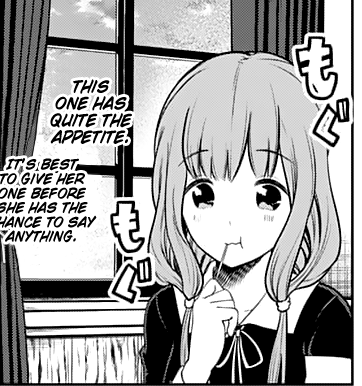 THIS
ONE HAS
QUITE THE
APPETITE.
IT'S BEST
TO GIVE HER
ONE BEFORE
SHE HAS THE
CHANCE TO SAY
ANYTHING.
もぐ
もぐ